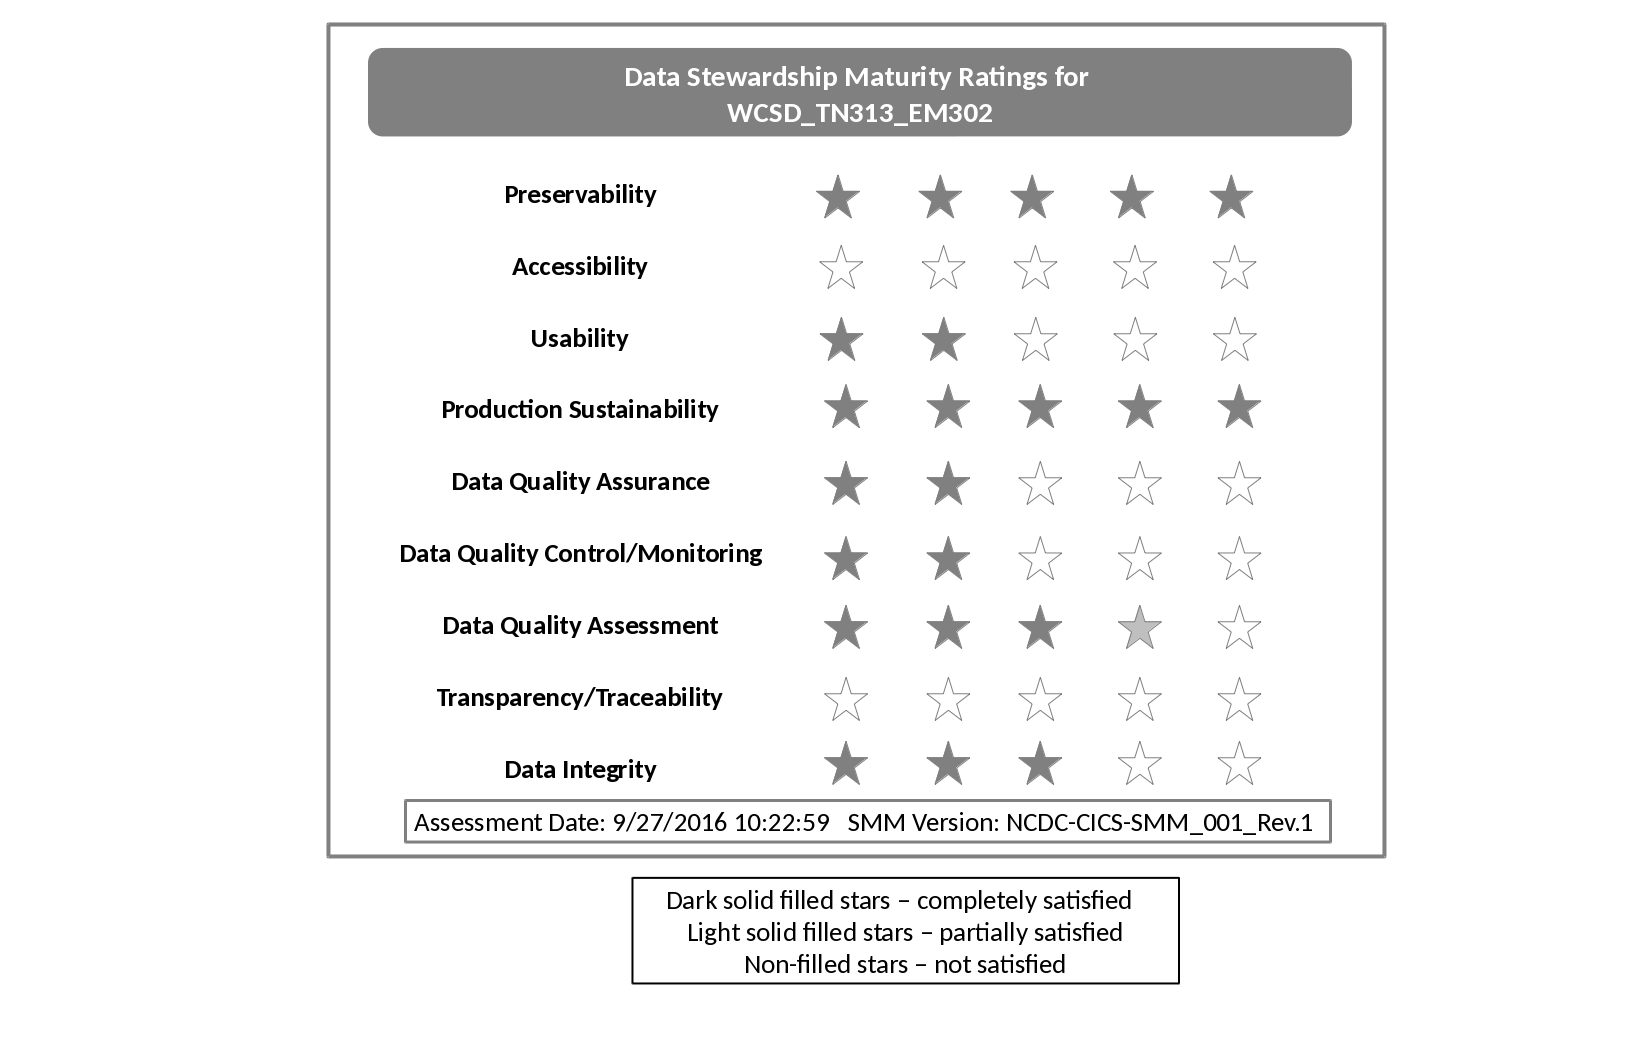 Data Stewardship Maturity Ratings for
WCSD_TN313_EM302
Preservability
Accessibility
Usability
Production Sustainability
Data Quality Assurance
Data Quality Control/Monitoring
Data Quality Assessment
Transparency/Traceability
Data Integrity
Assessment Date: 9/27/2016 10:22:59 SMM Version: NCDC-CICS-SMM_001_Rev.1
Dark solid filled stars – completely satisfied
Light solid filled stars – partially satisfied
Non-filled stars – not satisfied